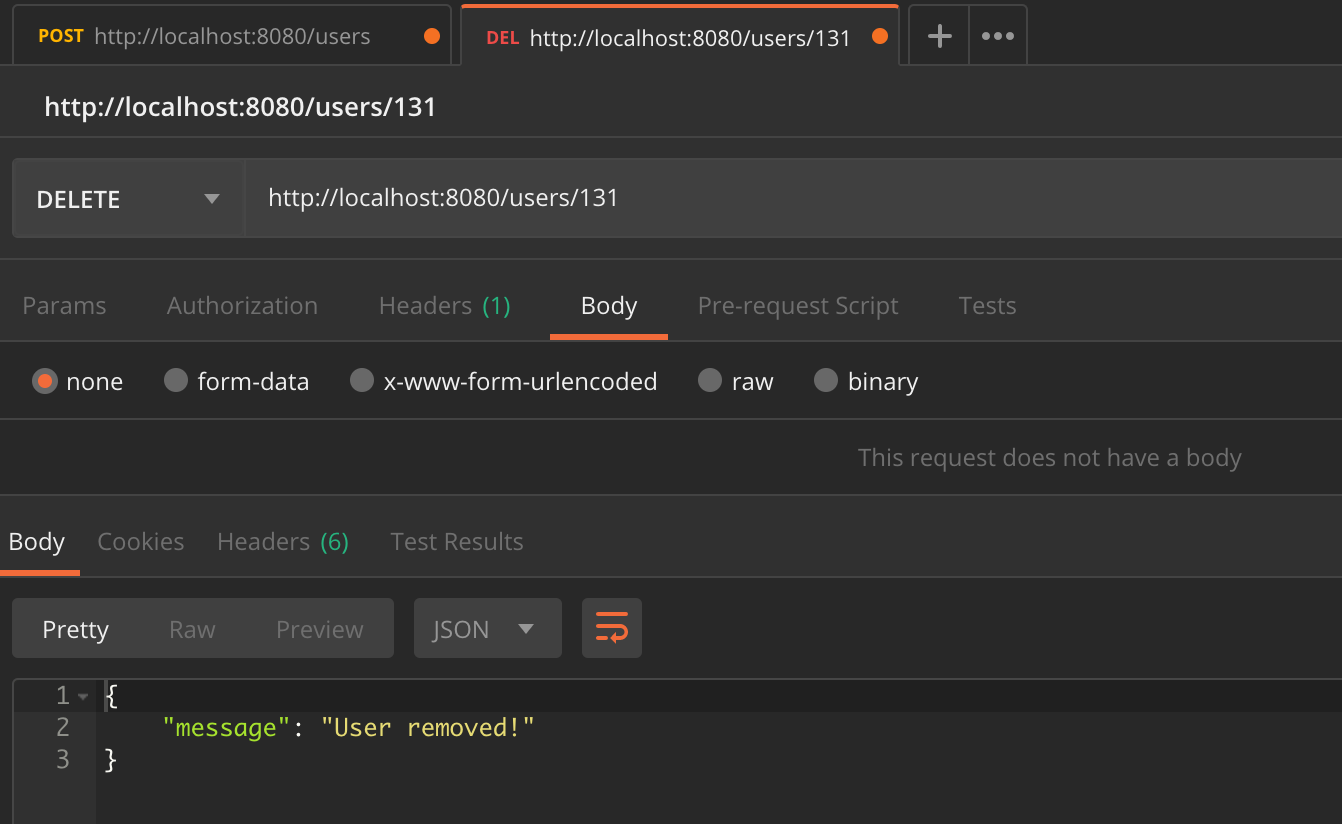 POST http://localhost:8080/users DEL http://localhost:8080/users/131
http://localhost:8080/users/131
DELETE http://localhost:8080/users/131
Params Authorization Headers (1) Body Pre-request Script Tests
none form-data x-www-form-urlencoded raw binary
This request does not have a body
Body Cookies Headers (6) Test Results
Pretty Raw Preview JSON
1 {
2 "message": "User removed!"
3 }